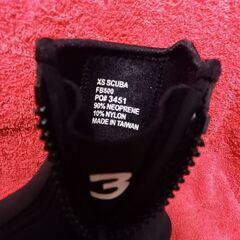 XS SCUBA
FB509
PO# 3451
90% NEOPRENE
10% NYLON
MADE IN TAIWAN
3